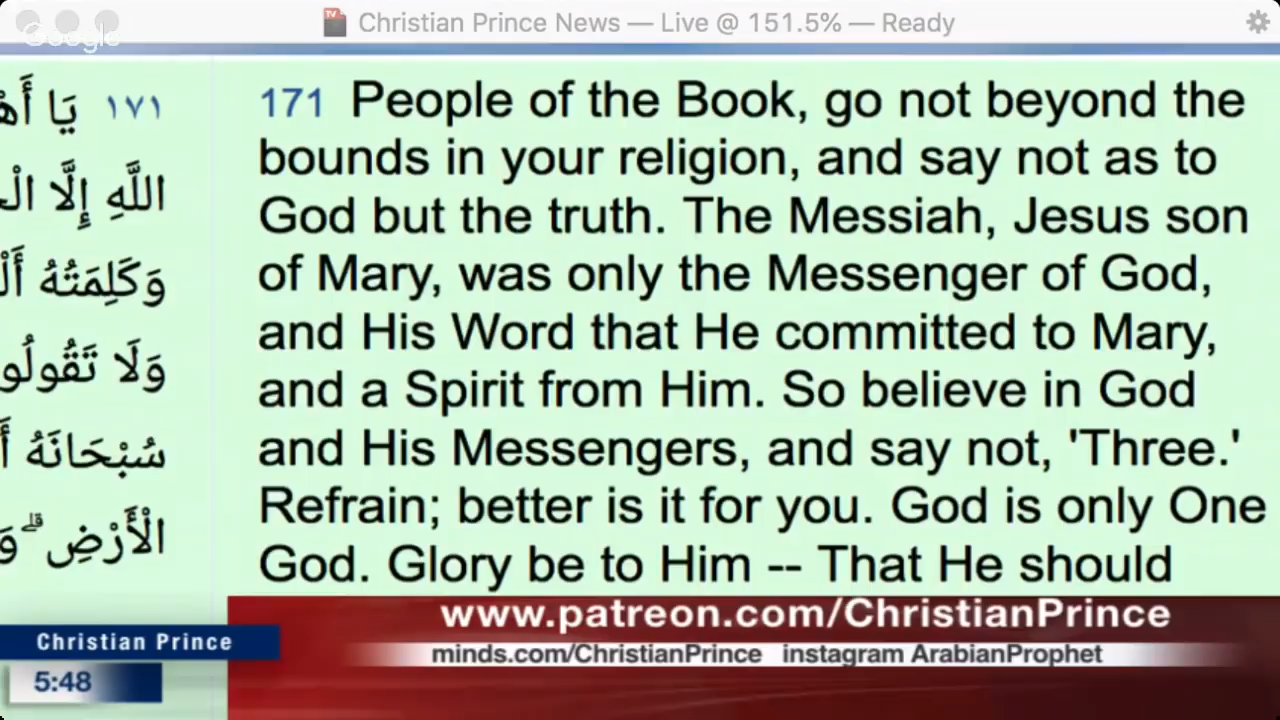 Christian Prince News — Live @ 151.5% — Ready
Google
١٧١ يَا
اللَّهِ إِلَّا
وَكَلِمَتُهُ
وَلَا
سُبْحَانَهُ
الْأَرْضِ ۗ
171 People of the Book, go not beyond the
bounds in your religion, and say not as to
God but the truth. The Messiah, Jesus son
of Mary, was only the Messenger of God,
and His Word that He committed to Mary,
and a Spirit from Him. So believe in God
and His Messengers, and say not, 'Three.'
Refrain; better is it for you. God is only One
God. Glory be to Him -- That He should
www.patreon.com/ChristianPrince
Christian Prince
minds.com/ChristianPrince instagram ArabianProphet
5:48